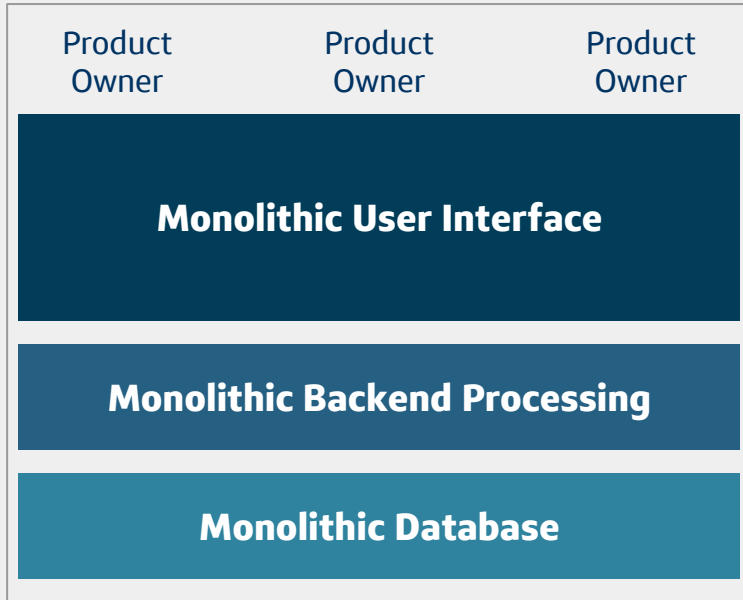 Product Product Product
Owner Owner Owner
Monolithic User Interface
Monolithic Backend Processing
Monolithic Database